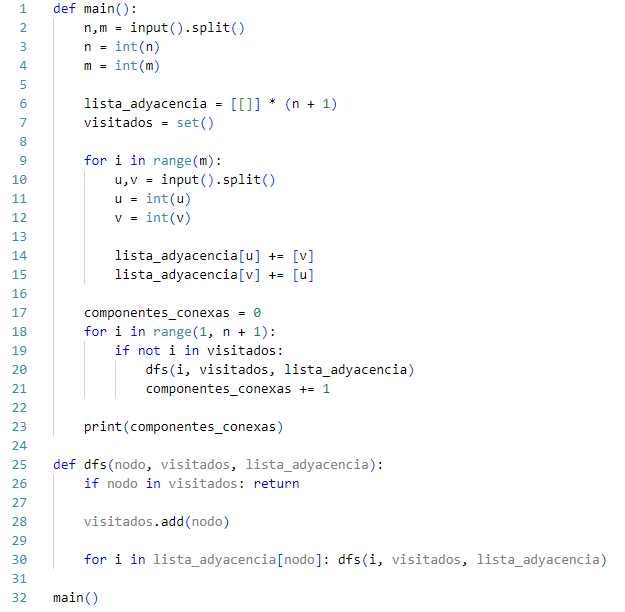 1 def main():
2 n,m = input().split()
3 n = int(n)
4 m = int(m)
5
6 lista_adyacencia = [[]] * (n + 1)
7 visitados = set()
8
9 for i in range(m):
10 u,v = input().split()
11 u = int(u)
12 v = int(v)
13
14 lista_adyacencia[u] += [v]
15 lista_adyacencia[v] += [u]
16
17 componentes_conexas = 0
18 for i in range(1, n + 1):
19 if not i in visitados:
20 dfs(i, visitados, lista_adyacencia)
21 componentes_conexas += 1
22
23 print(componentes_conexas)
24
25 def dfs(nodo, visitados, lista_adyacencia):
26 if nodo in visitados: return
27
28 visitados.add(nodo)
29
30 for i in lista_adyacencia[nodo]: dfs(i, visitados, lista_adyacencia)
31
32 main()